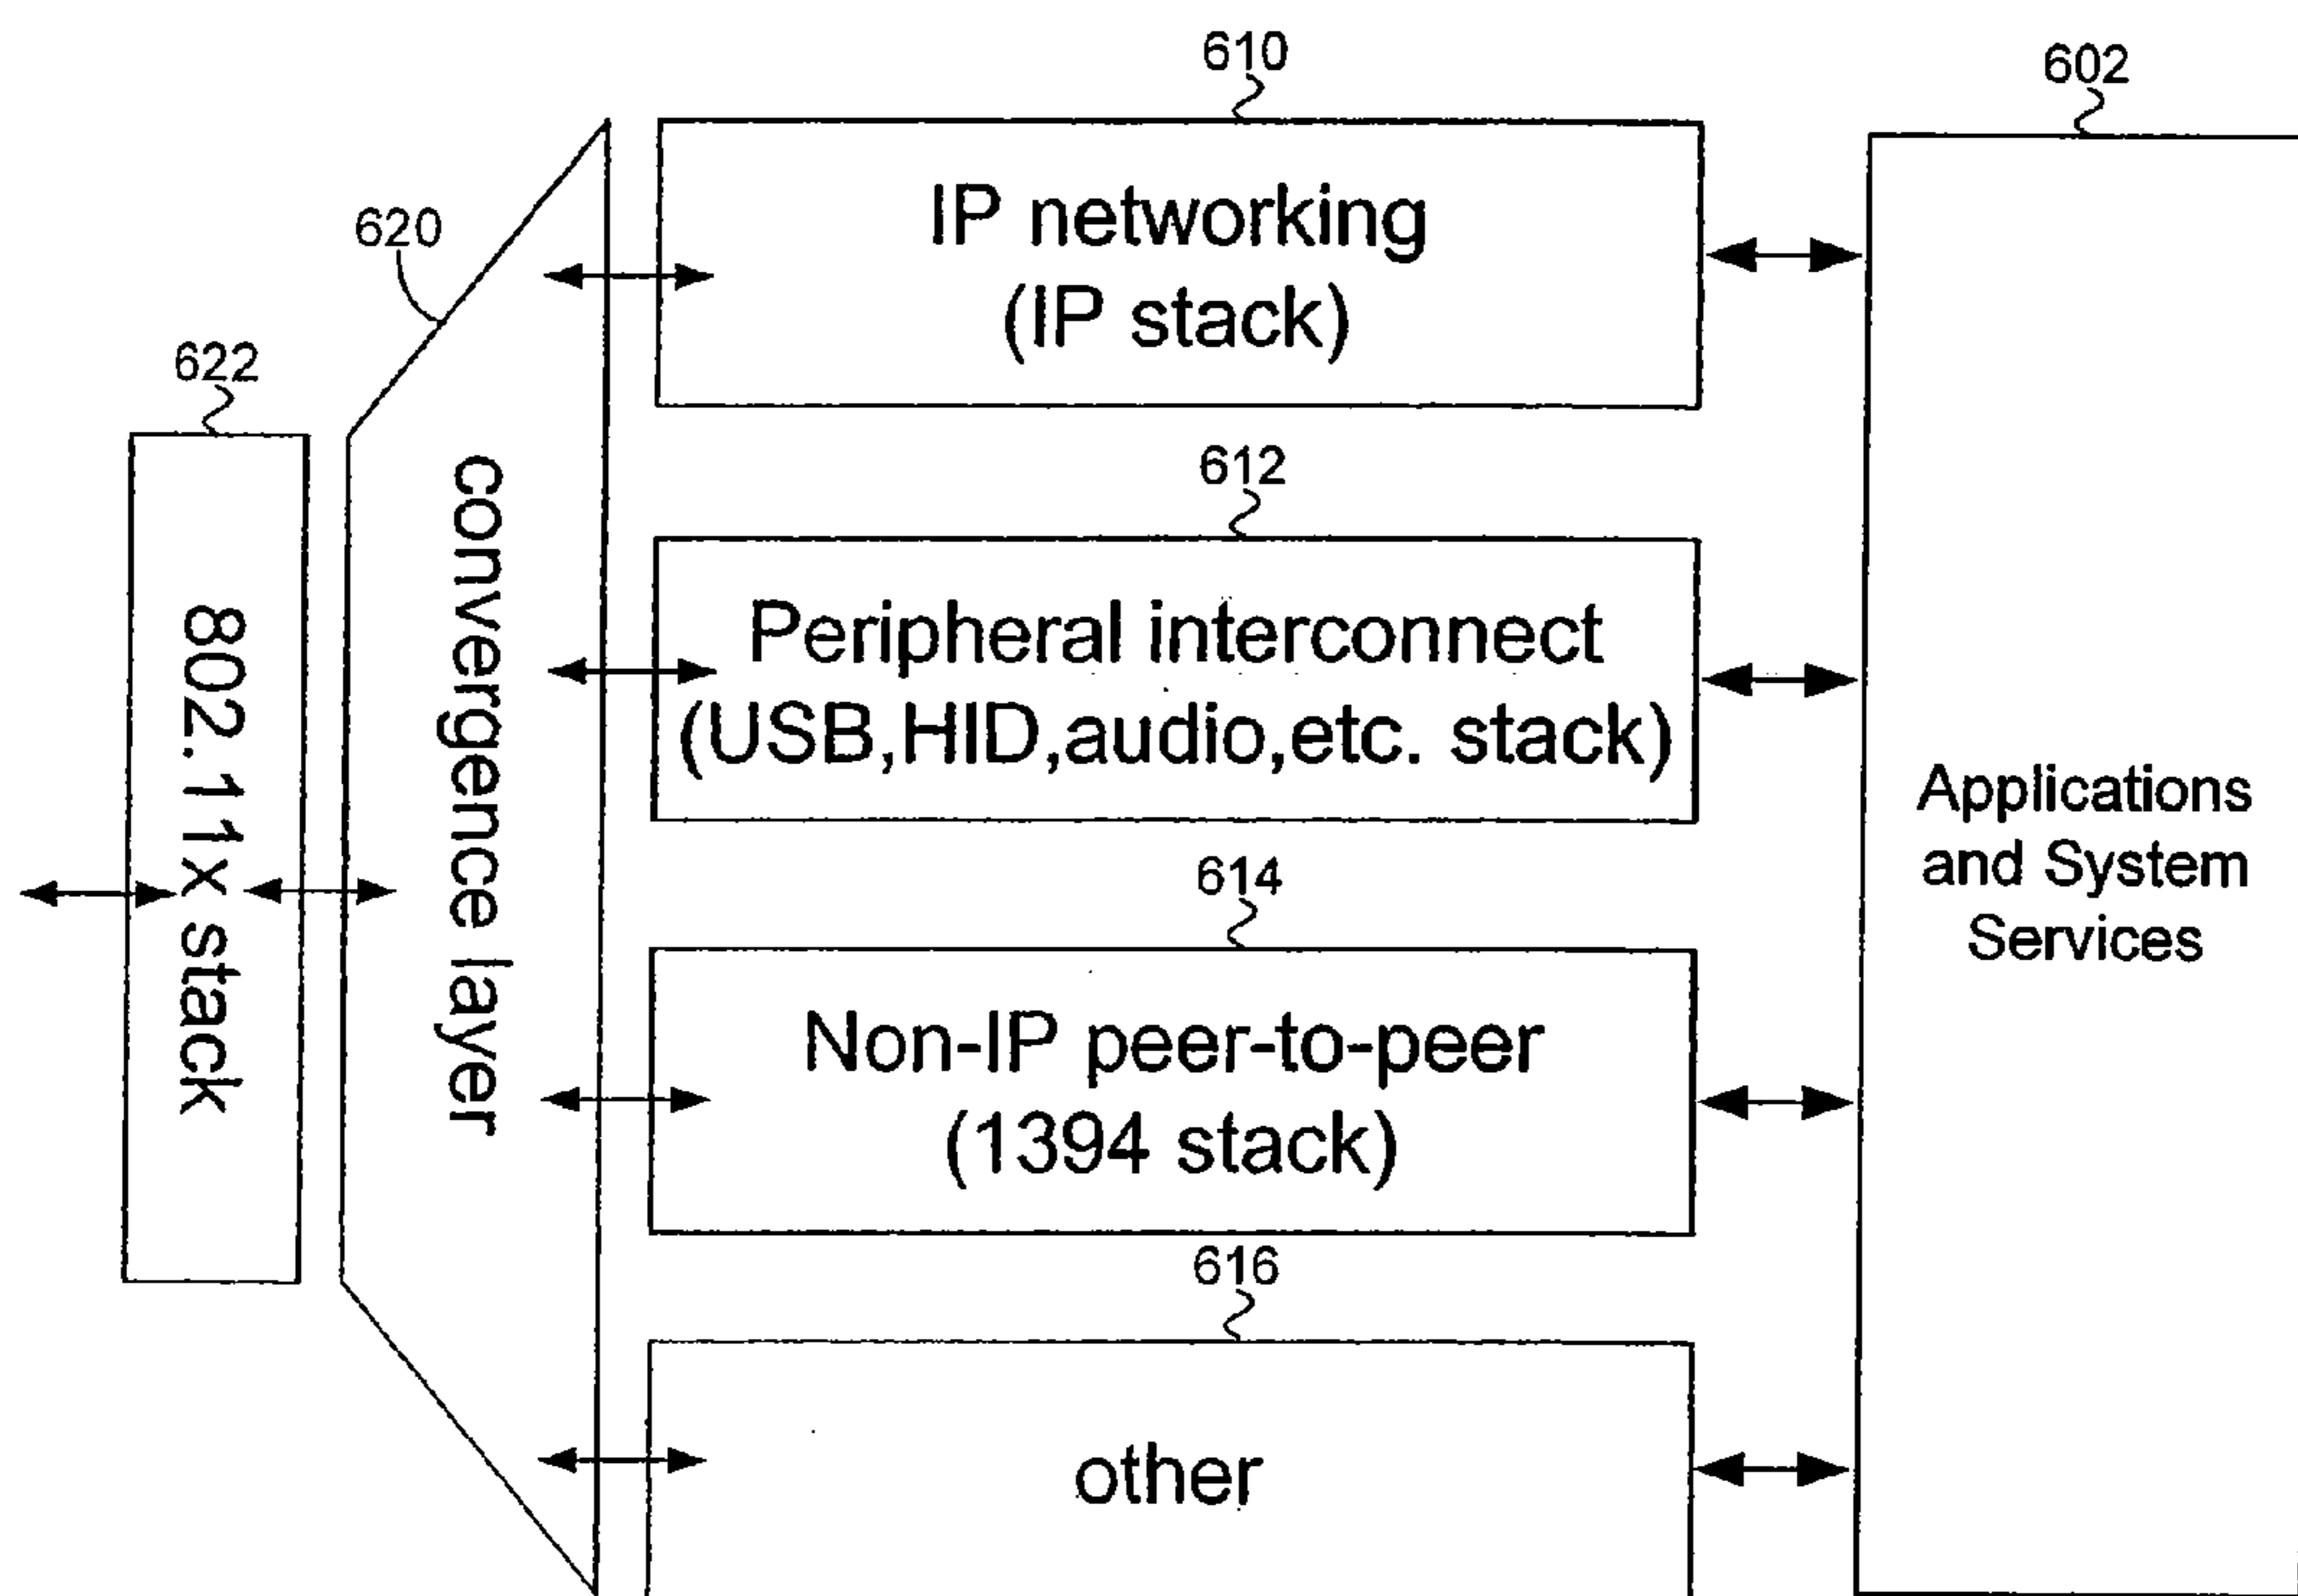 610
602
620
IP networking
(IP stack)
622
612
convergence layer
802.11x stack
Peripheral interconnect
(USB,HID,audio,etc. stack)
Applications
and System
Services
614
Non-IP peer-to-peer
(1394 stack)
616
other